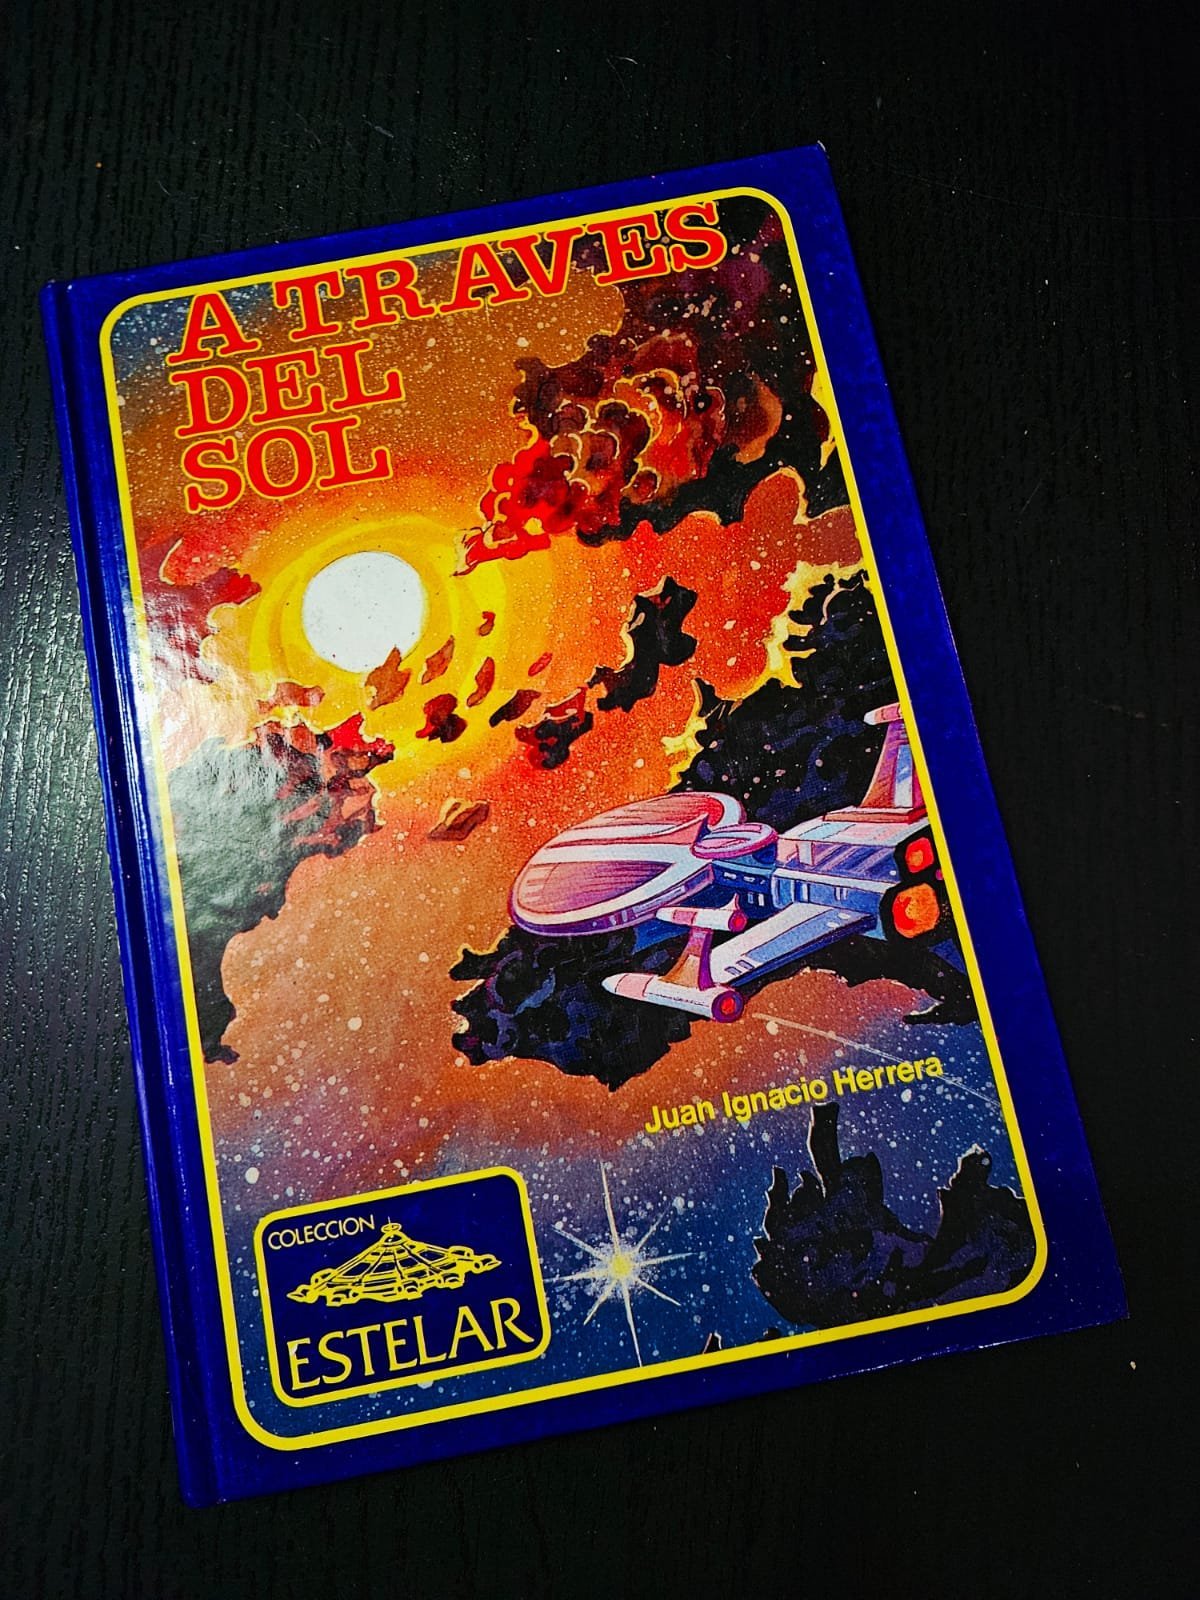 A TRAVES
DEL
SOL
Juan Ignacio Herrera
COLECCION
ESTELAR